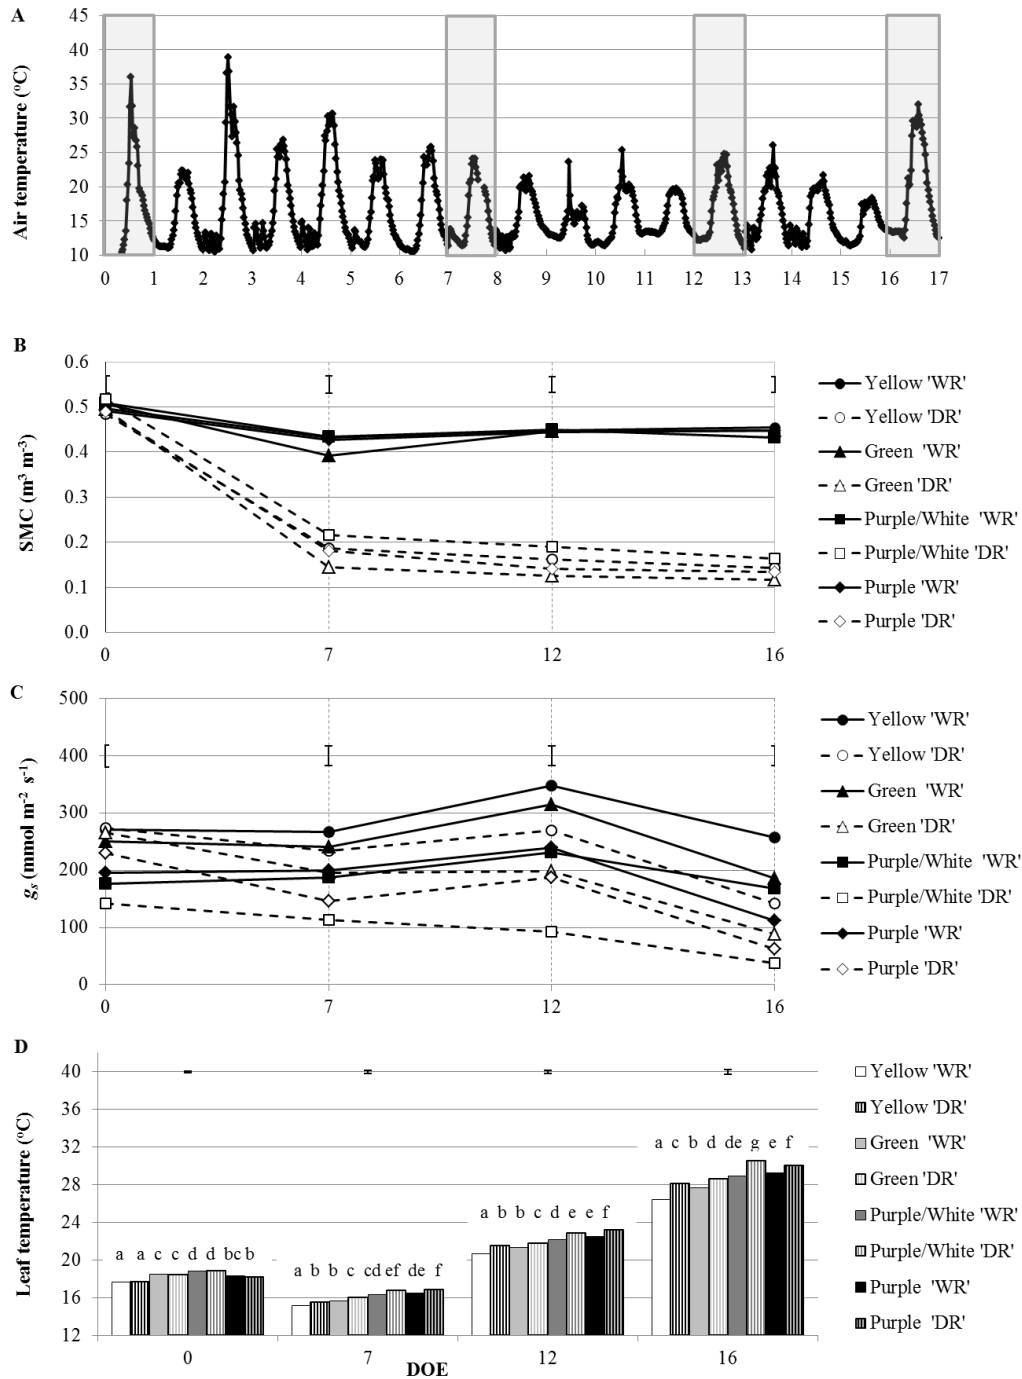 A
Air temperature (°C)
45
40
35
30
25
20
15
10
0 1 2 3 4 5 6 7 8 9 10 11 12 13 14 15 16 17
B
SMC (m³ m⁻³)
0.6
0.5
0.4
0.3
0.2
0.1
0.0
0 7 12 16
Yellow 'WR'
Yellow 'DR'
Green 'WR'
Green 'DR'
Purple/White 'WR'
Purple/White 'DR'
Purple 'WR'
Purple 'DR'
C
gs (mmol m⁻² s⁻¹)
500
400
300
200
100
0
0 7 12 16
Yellow 'WR'
Yellow 'DR'
Green 'WR'
Green 'DR'
Purple/White 'WR'
Purple/White 'DR'
Purple 'WR'
Purple 'DR'
D
Leaf temperature (°C)
40
36
32
28
24
20
16
12
a a c c d d bc b
a b b c cd ef de f
a b b c d e e f
a c b d de g e f
0 7 12 16
DOE
Yellow 'WR'
Yellow 'DR'
Green 'WR'
Green 'DR'
Purple/White 'WR'
Purple/White 'DR'
Purple 'WR'
Purple 'DR'